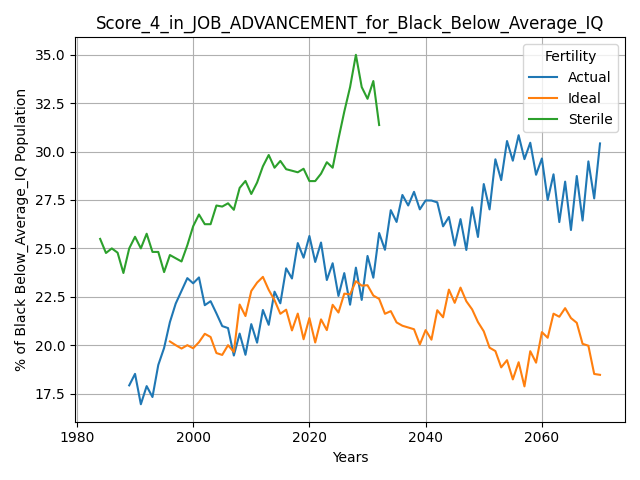 Score_4_in_JOB_ADVANCEMENT_for_Black_Below_Average_IQ
% of Black Below_Average_IQ Population
35.0
32.5
30.0
27.5
25.0
22.5
20.0
17.5
Fertility
Actual
Ideal
Sterile
1980
2000
2020
2040
2060
Years